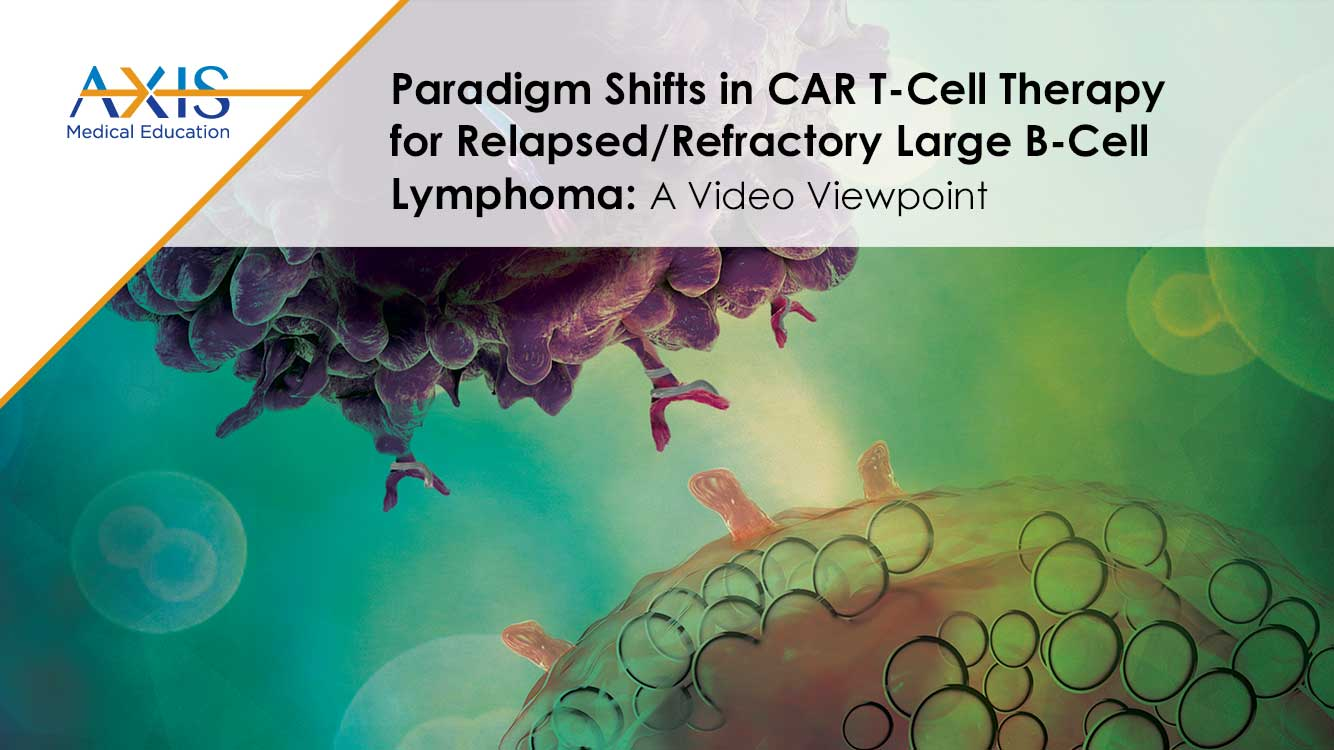 AXIS
Medical Education
Paradigm Shifts in CAR T-Cell Therapy
for Relapsed/Refractory Large B-Cell
Lymphoma: A Video Viewpoint